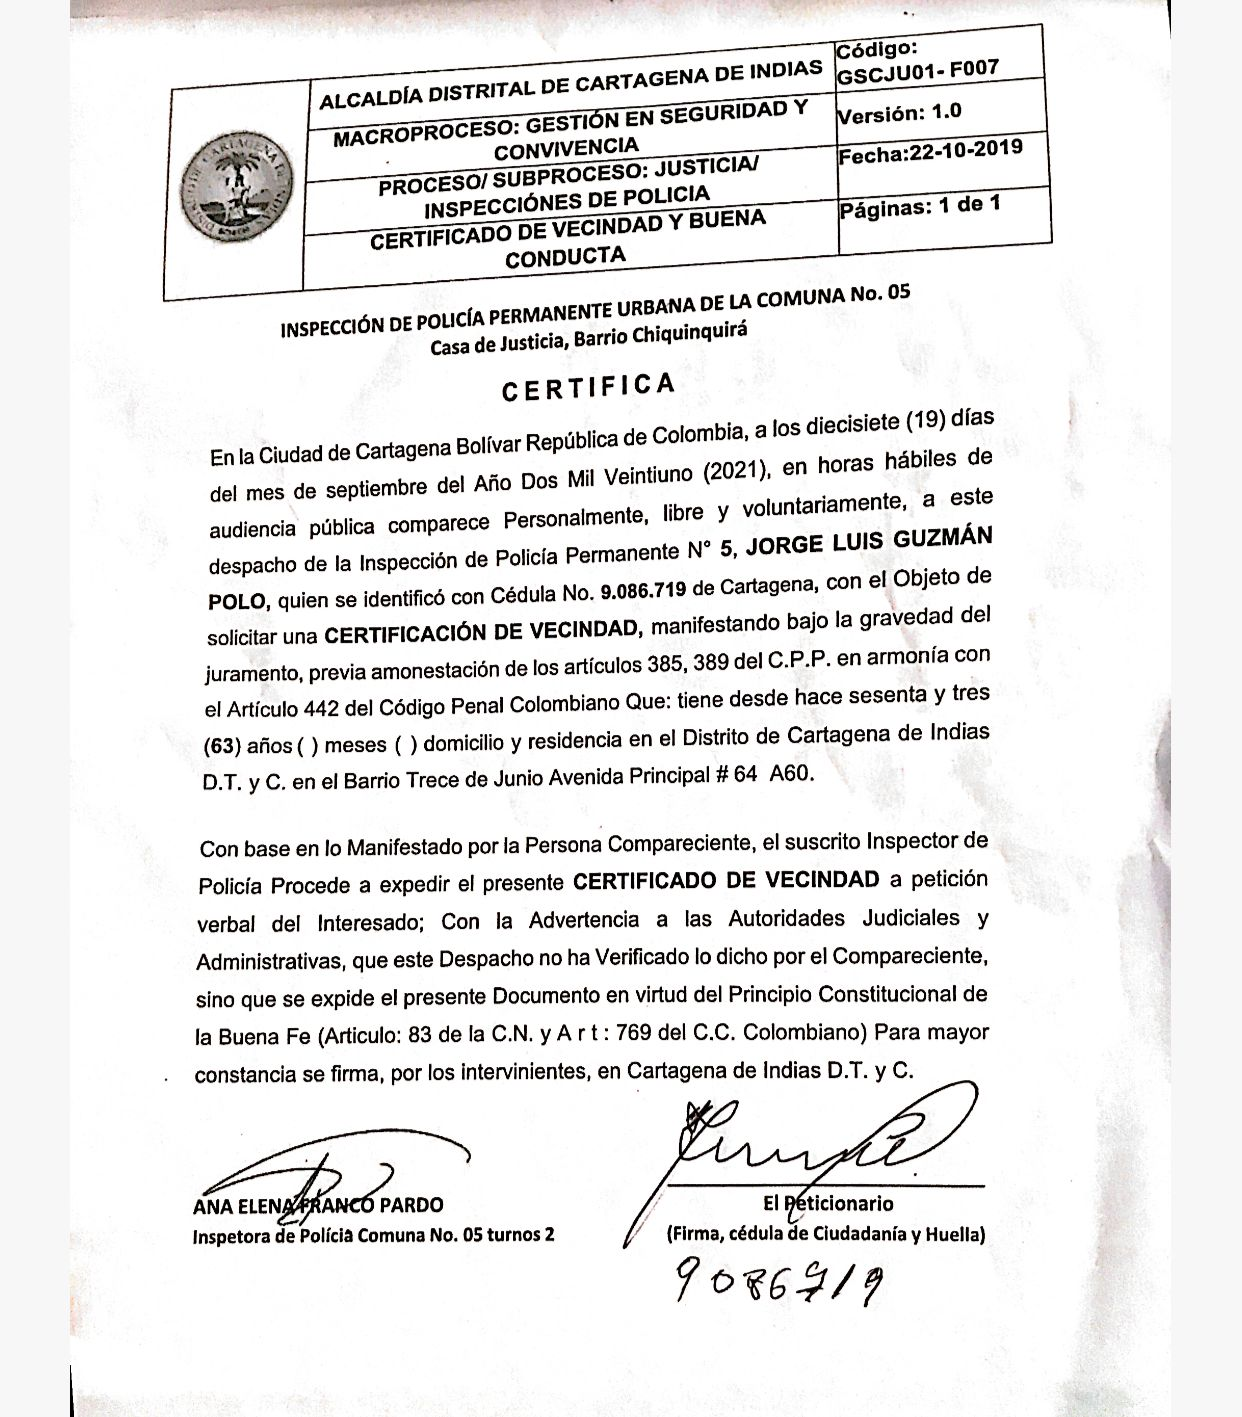 ALCALDÍA DISTRITAL DE CARTAGENA DE INDIAS
Código:
GSCJU01- F007
MACROPROCESO: GESTIÓN EN SEGURIDAD Y
CONVIVENCIA
Versión: 1.0
PROCESO/ SUBPROCESO: JUSTICIA/
INSPECCIÓNES DE POLICIA
Fecha:22-10-2019
CERTIFICADO DE VECINDAD Y BUENA
CONDUCTA
Páginas: 1 de 1
INSPECCIÓN DE POLICÍA PERMANENTE URBANA DE LA COMUNA No. 05
Casa de Justicia, Barrio Chiquinquirá
CERTIFICA
En la Ciudad de Cartagena Bolívar República de Colombia, a los diecisiete (19) días
del mes de septiembre del Año Dos Mil Veintiuno (2021), en horas hábiles de
audiencia pública comparece Personalmente, libre y voluntariamente, a este
despacho de la Inspección de Policía Permanente N° 5, JORGE LUIS GUZMÁN
POLO, quien se identificó con Cédula No. 9.086.719 de Cartagena, con el Objeto de
solicitar una CERTIFICACIÓN DE VECINDAD, manifestando bajo la gravedad del
juramento, previa amonestación de los artículos 385, 389 del C.P.P. en armonía con
el Artículo 442 del Código Penal Colombiano Que: tiene desde hace sesenta y tres
(63) años ( ) meses ( ) domicilio y residencia en el Distrito de Cartagena de Indias
D.T. y C. en el Barrio Trece de Junio Avenida Principal # 64 A60.
Con base en lo Manifestado por la Persona Compareciente, el suscrito Inspector de
Policía Procede a expedir el presente CERTIFICADO DE VECINDAD a petición
verbal del Interesado; Con la Advertencia a las Autoridades Judiciales y
Administrativas, que este Despacho no ha Verificado lo dicho por el Compareciente,
sino que se expide el presente Documento en virtud del Principio Constitucional de
la Buena Fe (Articulo: 83 de la C.N. y A r t : 769 del C.C. Colombiano) Para mayor
constancia se firma, por los intervinientes, en Cartagena de Indias D.T. y C.
ANA ELENA FRANCO PARDO
Inspetora de Polícia Comuna No. 05 turnos 2
El Peticionario
(Firma, cédula de Ciudadanía y Huella)
9086719